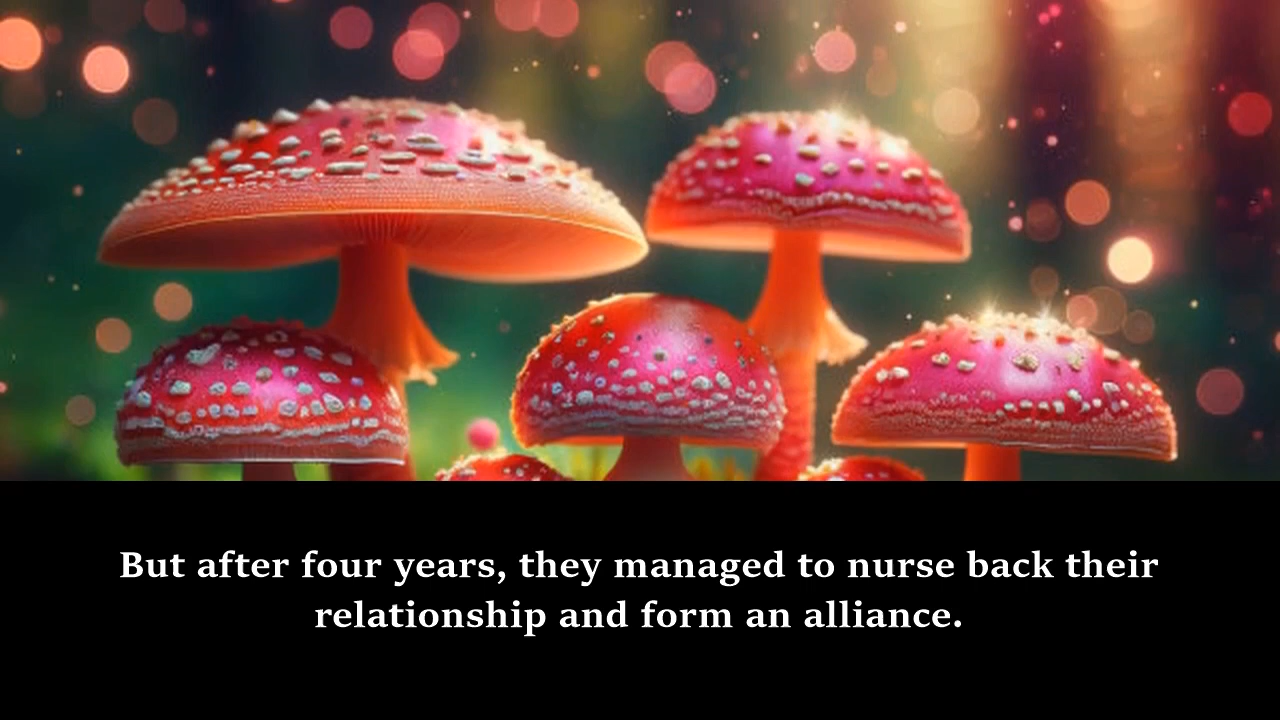 But after four years, they managed to nurse back their
relationship and form an alliance.